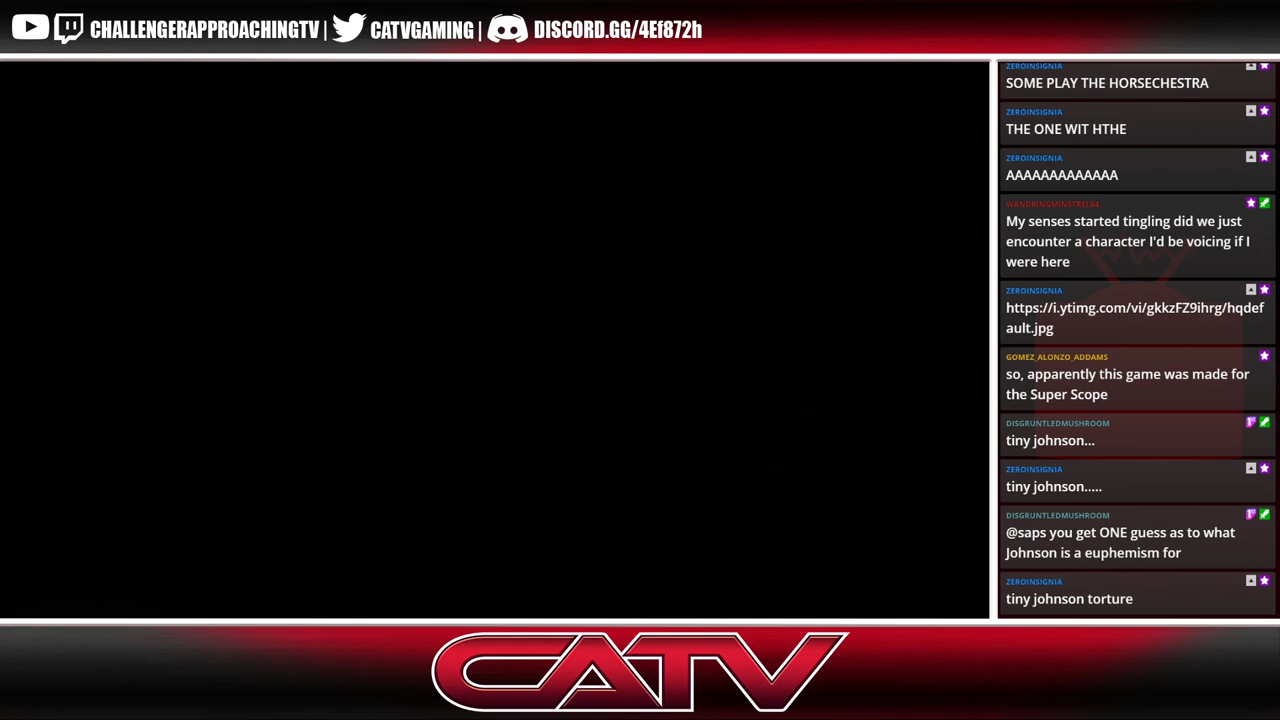 CHALLENGERAPPROACHINGTV | CATVGAMING | DISCORD.GG/4Ef872h
ZEROINSIGNIA
SOME PLAY THE HORSECHESTRA
ZEROINSIGNIA
THE ONE WIT HTHE
ZEROINSIGNIA
AAAAAAAAAAAAA
WANDRINGMINSTREL64
My senses started tingling did we just
encounter a character I'd be voicing if I
were here
ZEROINSIGNIA
https://i.ytimg.com/vi/gkkzFZ9ihrg/hqdef
ault.jpg
GOMEZ_ALONZO_ADDAMS
so, apparently this game was made for
the Super Scope
DISGRUNTLEDMUSHROOM
tiny johnson...
ZEROINSIGNIA
tiny johnson.....
DISGRUNTLEDMUSHROOM
@saps you get ONE guess as to what
Johnson is a euphemism for
ZEROINSIGNIA
tiny johnson torture
CATV